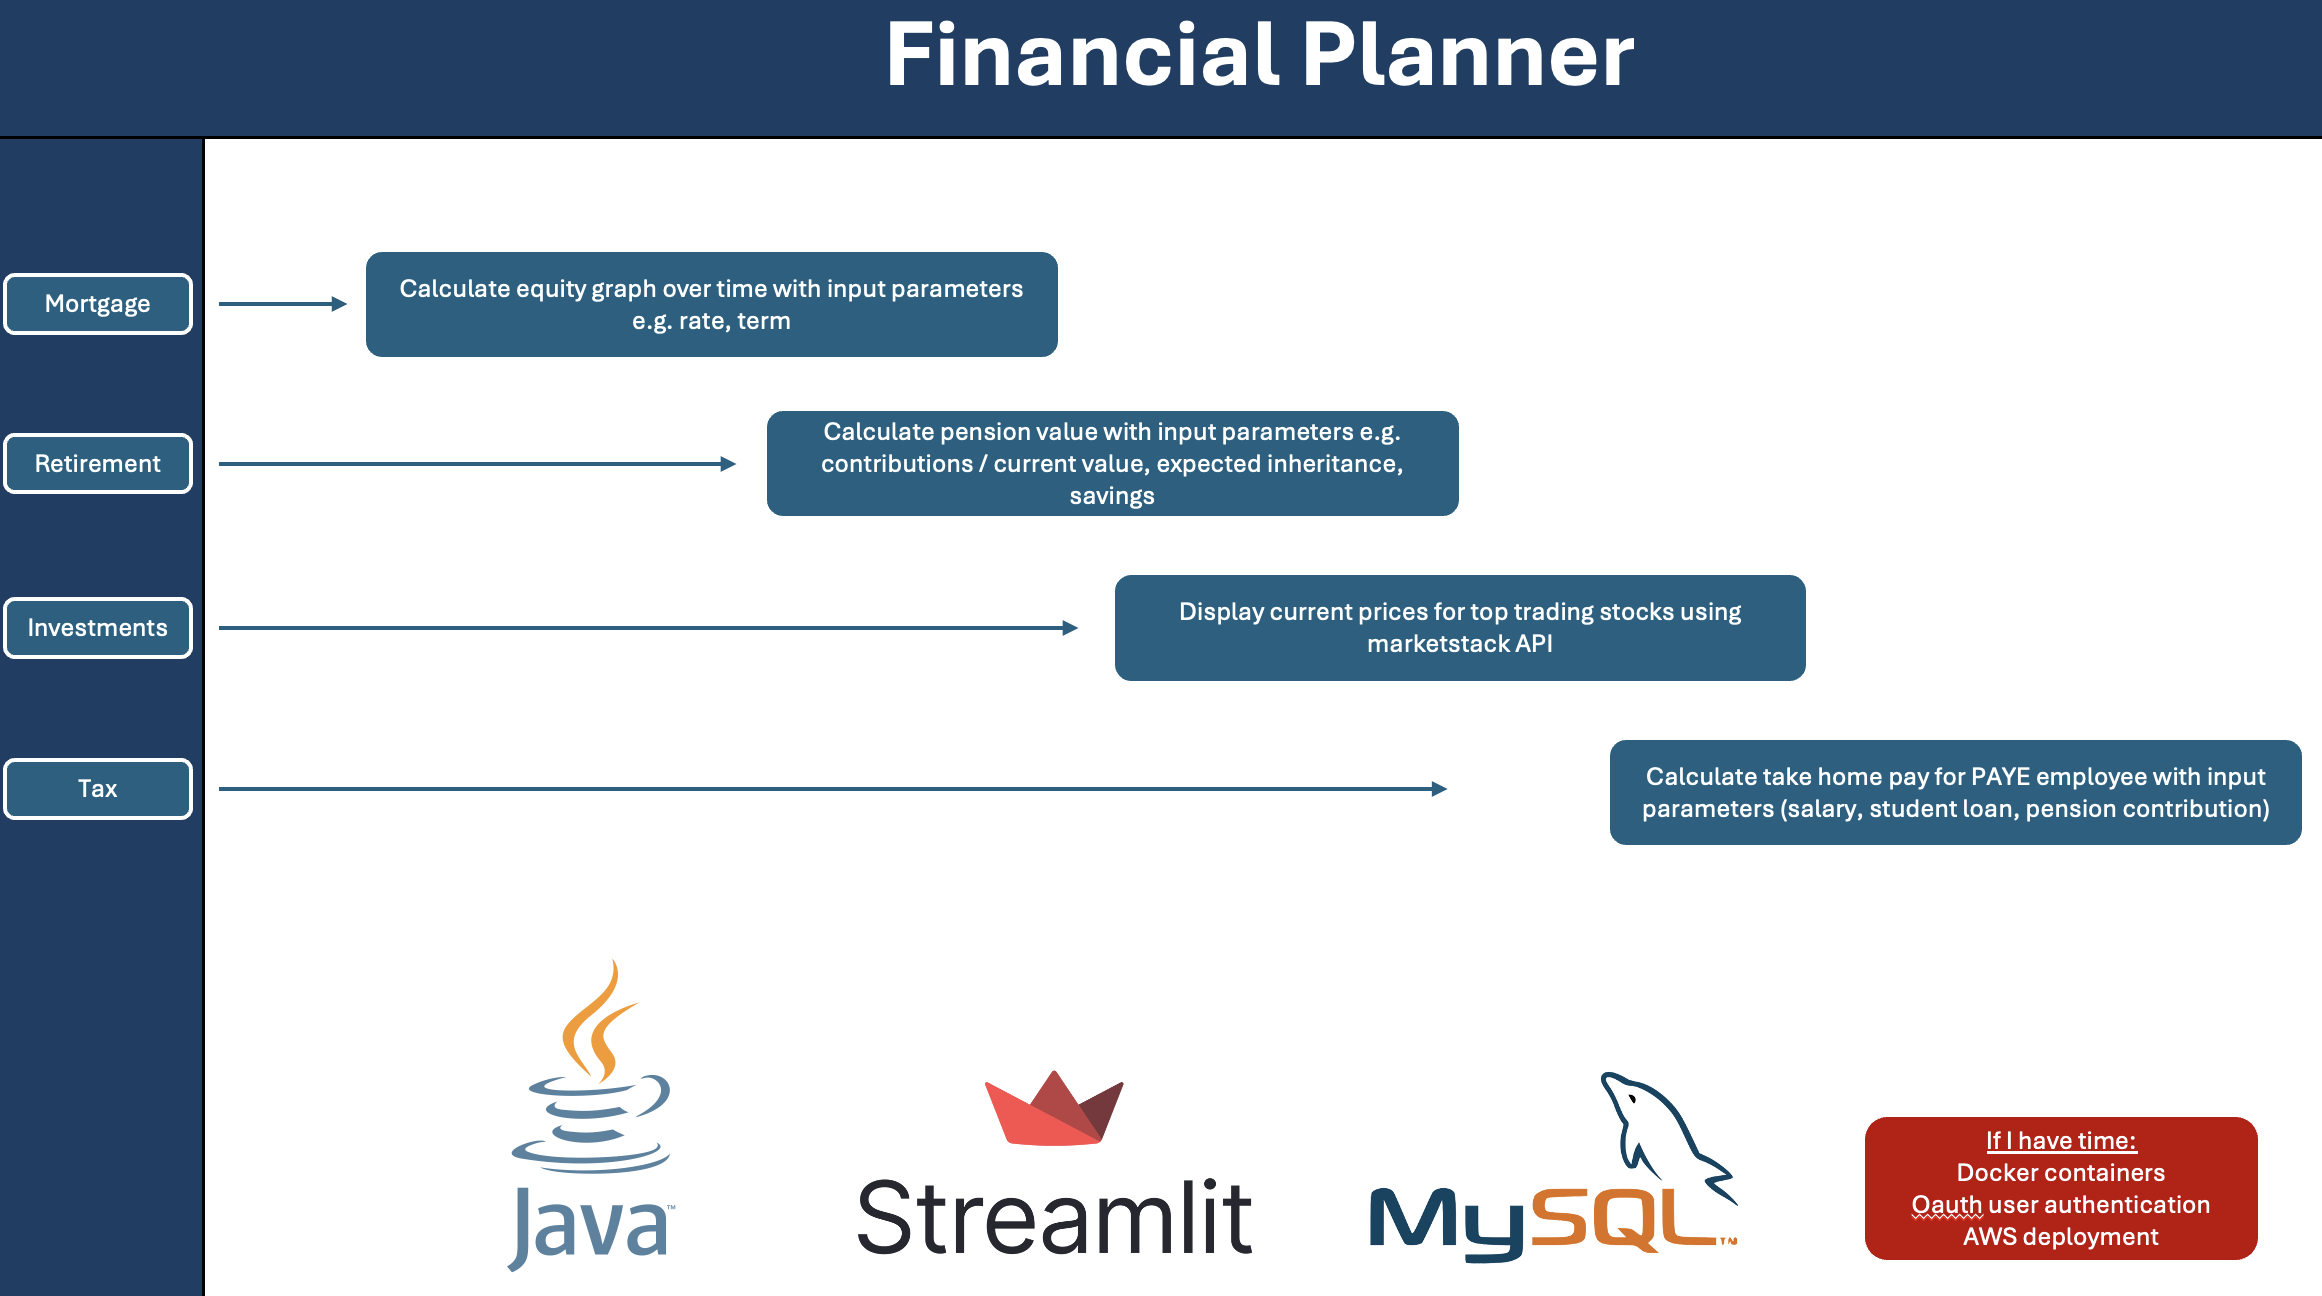 Financial Planner
Mortgage
Calculate equity graph over time with input parameters
e.g. rate, term
Retirement
Calculate pension value with input parameters e.g.
contributions / current value, expected inheritance,
savings
Investments
Display current prices for top trading stocks using
marketstack API
Tax
Calculate take home pay for PAYE employee with input
parameters (salary, student loan, pension contribution)
Java™
Streamlit
MySQL™
If I have time:
Docker containers
Oauth user authentication
AWS deployment